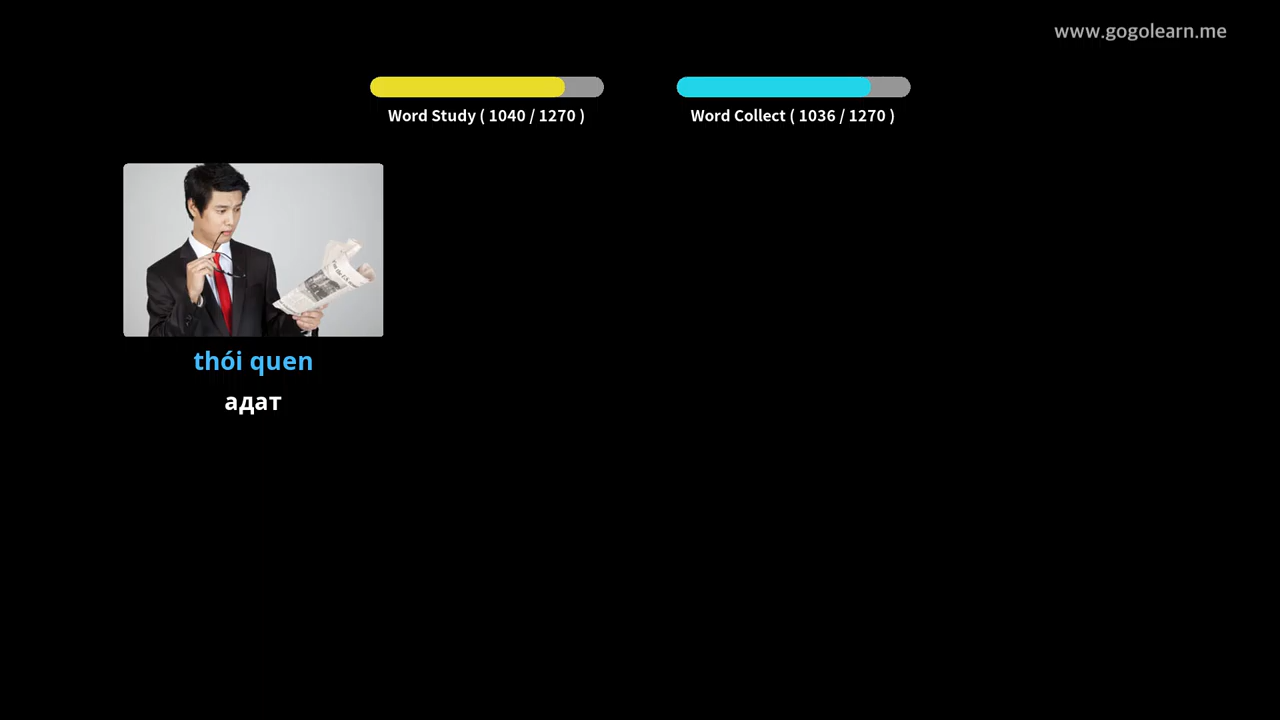 www.gogolearn.me
Word Study ( 1040 / 1270 )
Word Collect ( 1036 / 1270 )
thói quen
адат